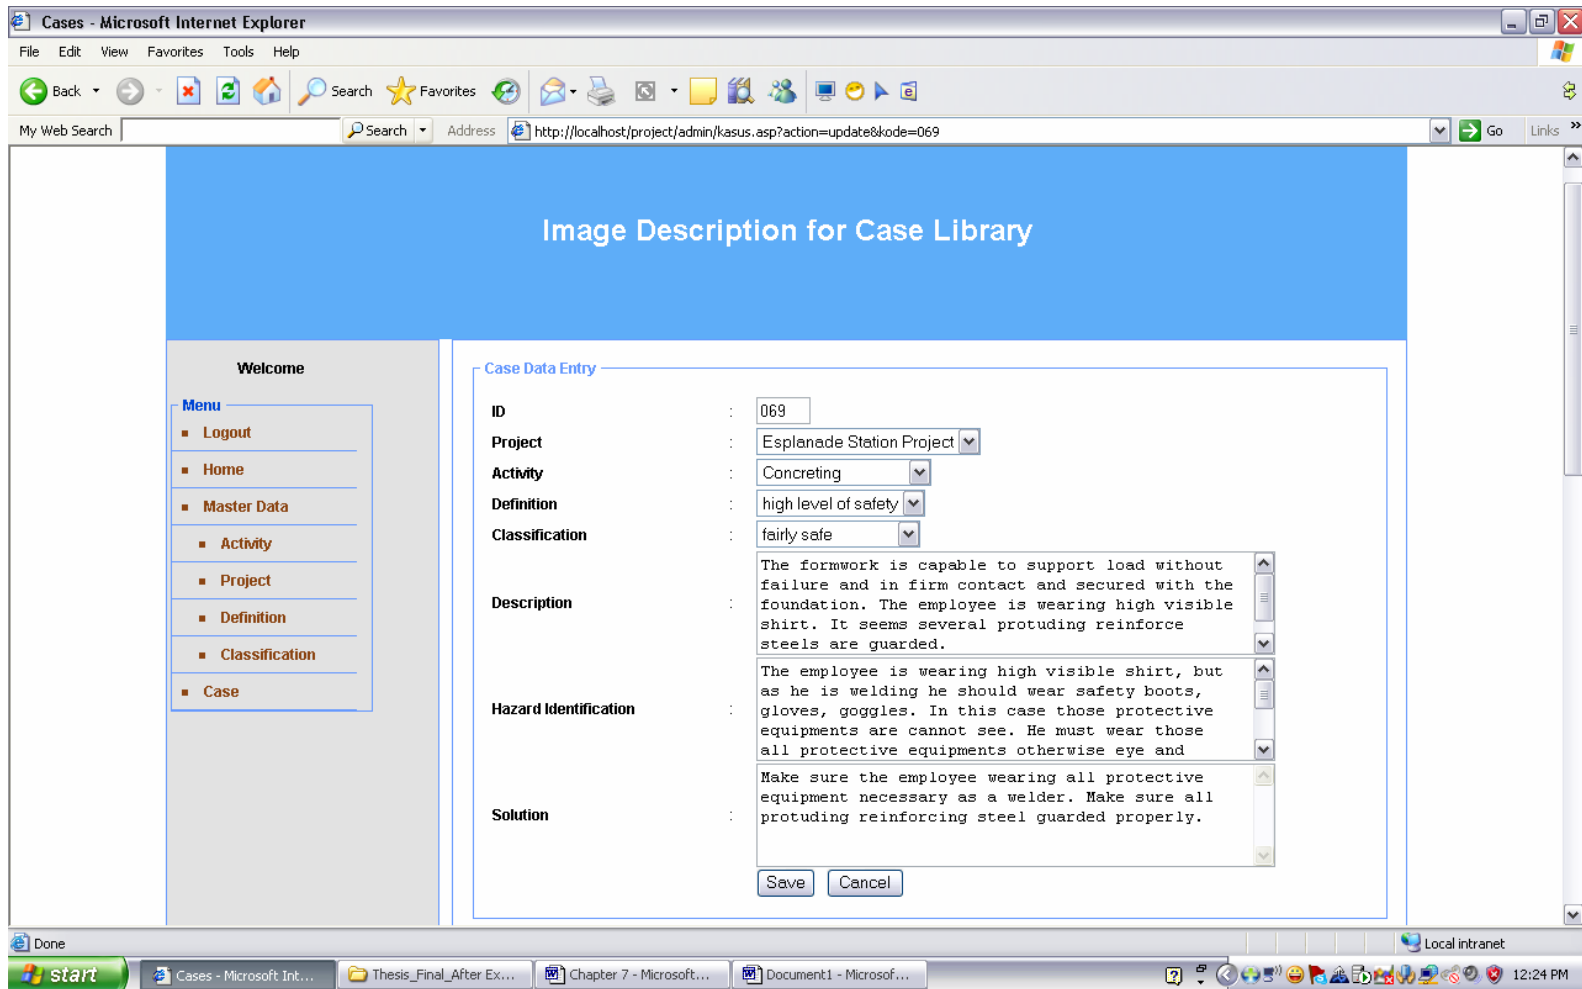 Cases - Microsoft Internet Explorer
File Edit View Favorites Tools Help
Back Search Favorites
My Web Search Search Address http://localhost/project/admin/kasus.asp?action=update&kode=069 Go Links »
Image Description for Case Library
Welcome
Menu
Logout
Home
Master Data
Activity
Project
Definition
Classification
Case
Case Data Entry
ID : 069
Project : Esplanade Station Project
Activity : Concreting
Definition : high level of safety
Classification : fairly safe
Description :
The formwork is capable to support load without
failure and in firm contact and secured with the
foundation. The employee is wearing high visible
shirt. It seems several protuding reinforce
steels are guarded.
Hazard Identification :
The employee is wearing high visible shirt, but
as he is welding he should wear safety boots,
gloves, goggles. In this case those protective
equipments are cannot see. He must wear those
all protective equipments otherwise eye and
Solution :
Make sure the employee wearing all protective
equipment necessary as a welder. Make sure all
protuding reinforcing steel guarded properly.
Save Cancel
Done Local intranet
start Cases - Microsoft Int... Thesis_Final_After Ex... Chapter 7 - Microsoft... Document1 - Microsof... 12:24 PM